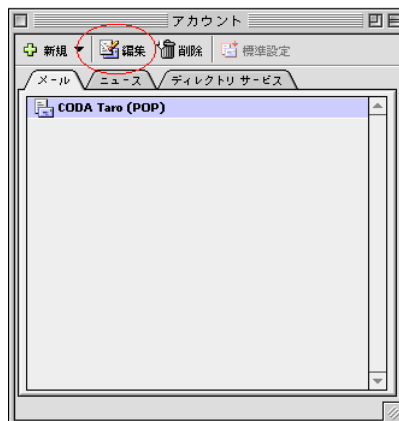 アカウント
新規 編集 削除 標準設定
メール ニュース ディレクトリ サービス
CODA Taro (POP)